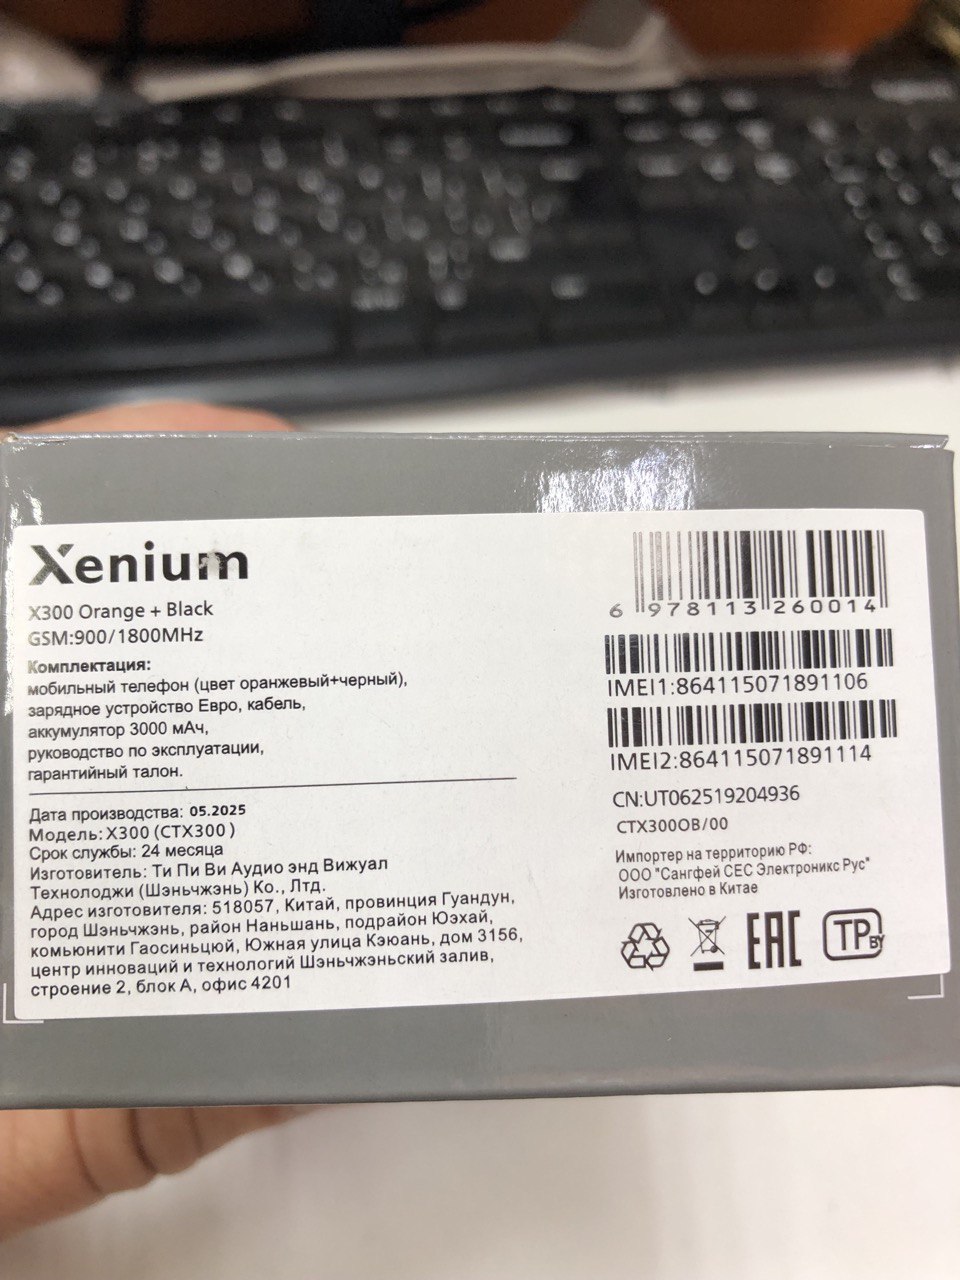 Xenium
X300 Orange + Black
GSM:900/1800MHz
Комплектация:
мобильный телефон (цвет оранжевый+черный),
зарядное устройство Евро, кабель,
аккумулятор 3000 мАч,
руководство по эксплуатации,
гарантийный талон.
Дата производства: 05.2025
Модель: X300 (CTX300 )
Срок службы: 24 месяца
Изготовитель: Ти Пи Ви Аудио энд Вижуал
Технолоджи (Шэньчжэнь) Ко., Лтд.
Адрес изготовителя: 518057, Китай, провинция Гуандун,
город Шэньчжэнь, район Наньшань, подрайон Юэхай,
комьюнити Гаосиньцюй, Южная улица Кэюань, дом 3156,
центр инноваций и технологий Шэньчжэньский залив,
строение 2, блок А, офис 4201
6 978113 260014
IMEI1:864115071891106
IMEI2:864115071891114
CN:UT062519204936
CTX300OB/00
Импортер на территорию РФ:
ООО "Сангфей СЕС Электроникс Рус"
Изготовлено в Китае
EAC
TP BY